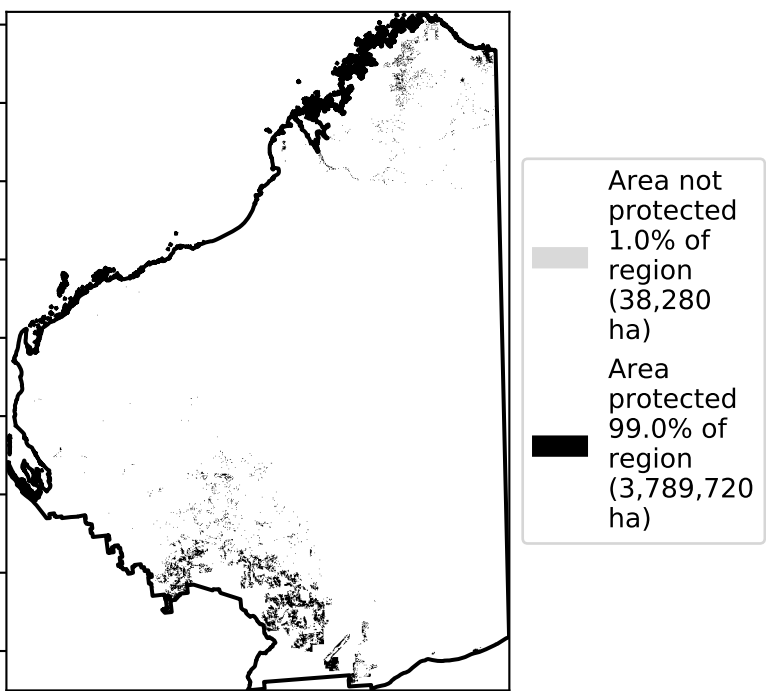 Area not
protected
1.0% of
region
(38,280
ha)
Area
protected
99.0% of
region
(3,789,720
ha)